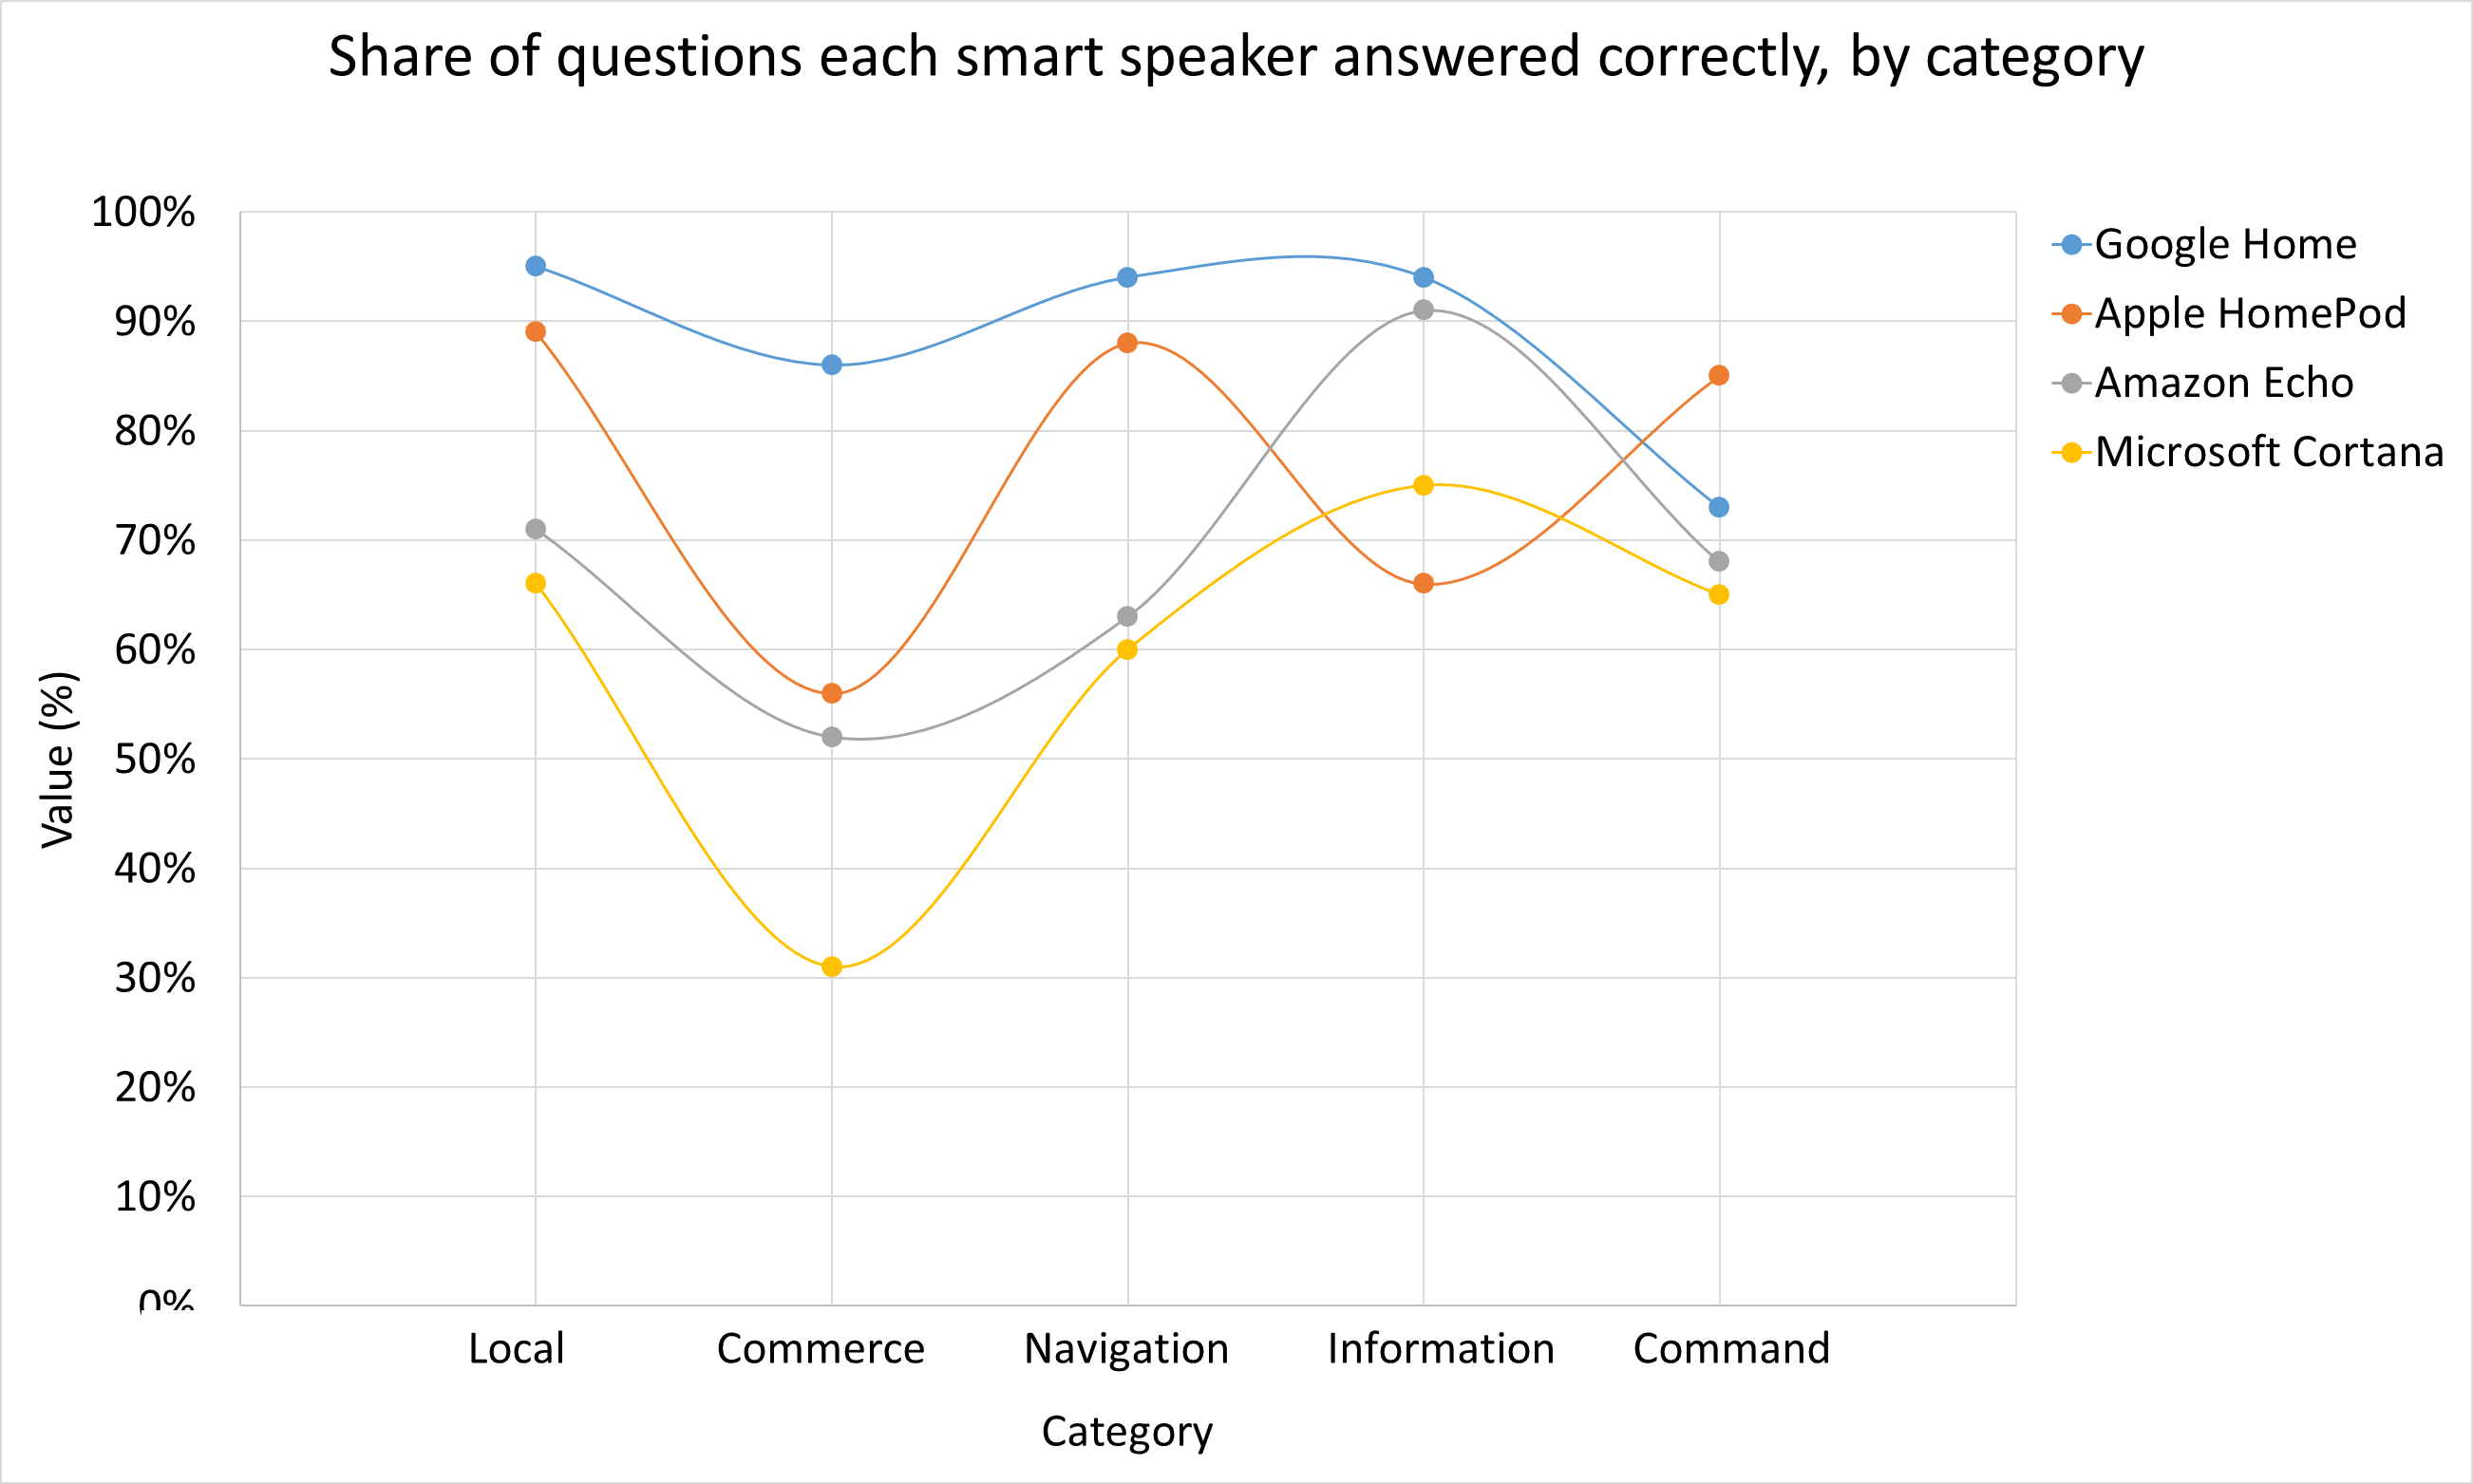 Share of questions each smart speaker answered correctly, by category
100%
90%
80%
70%
60%
50%
40%
30%
20%
10%
0%
Value (%)
Local Commerce Navigation Information Command
Category
Google Home
Apple HomePod
Amazon Echo
Microsoft Cortana